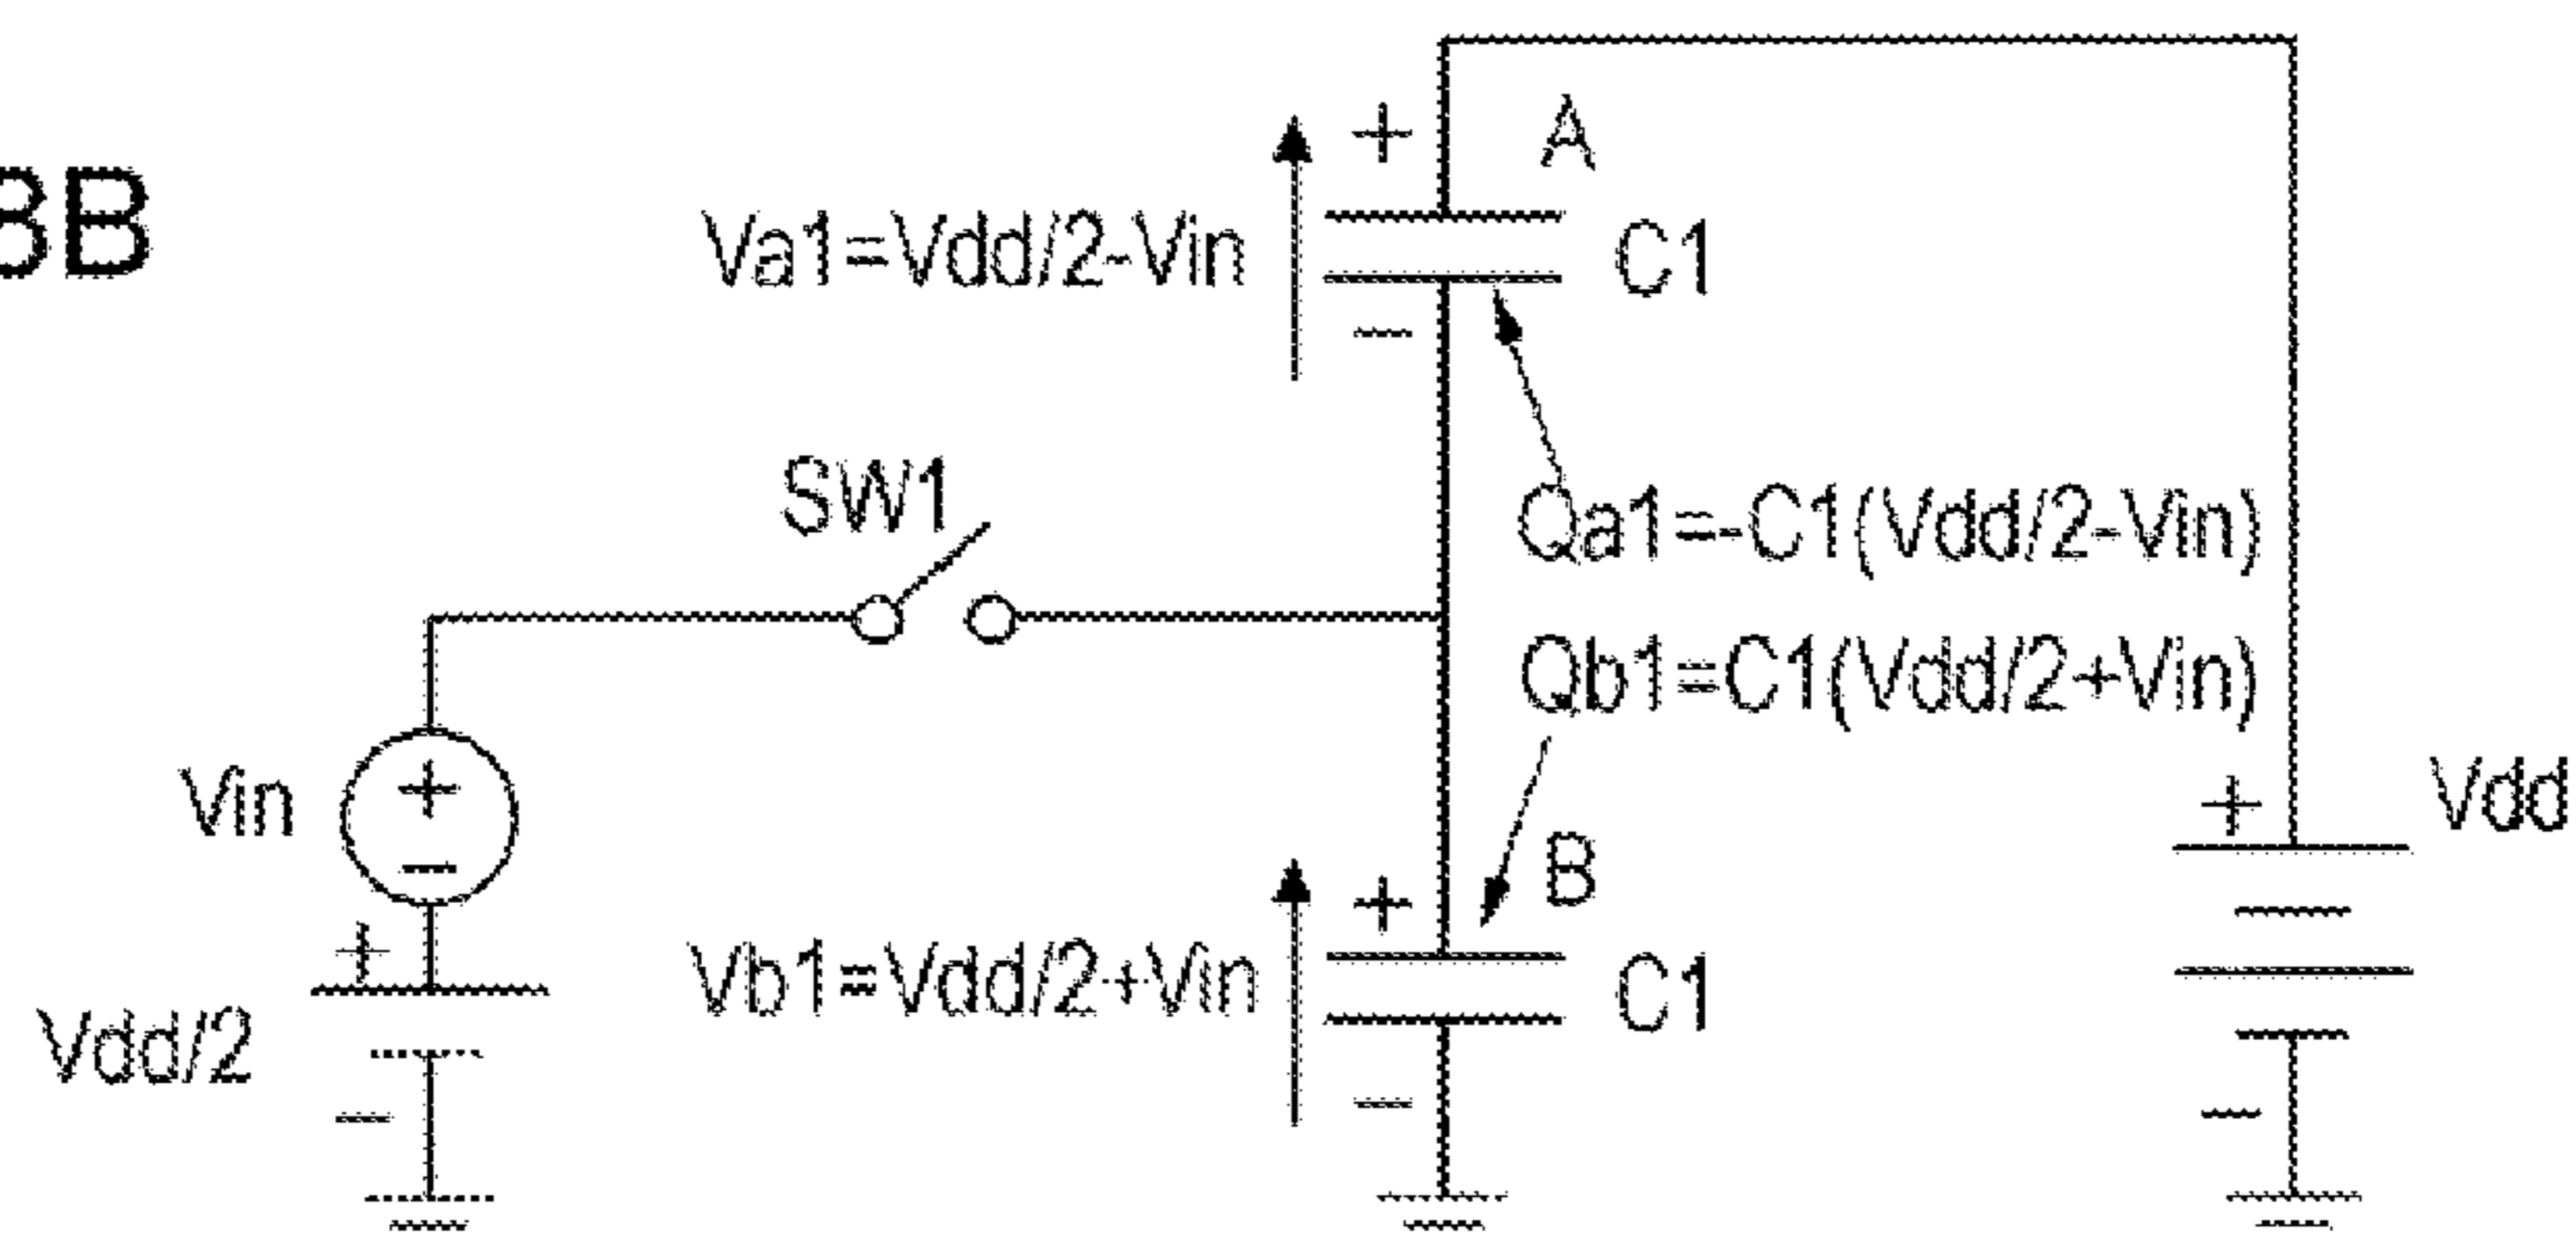 3B
A
Va1=Vdd/2-Vin
C1
SW1
Qa1=-C1(Vdd/2-Vin)
Qb1=C1(Vdd/2+Vin)
Vin
Vdd
B
Vb1=Vdd/2+Vin
C1
Vdd/2